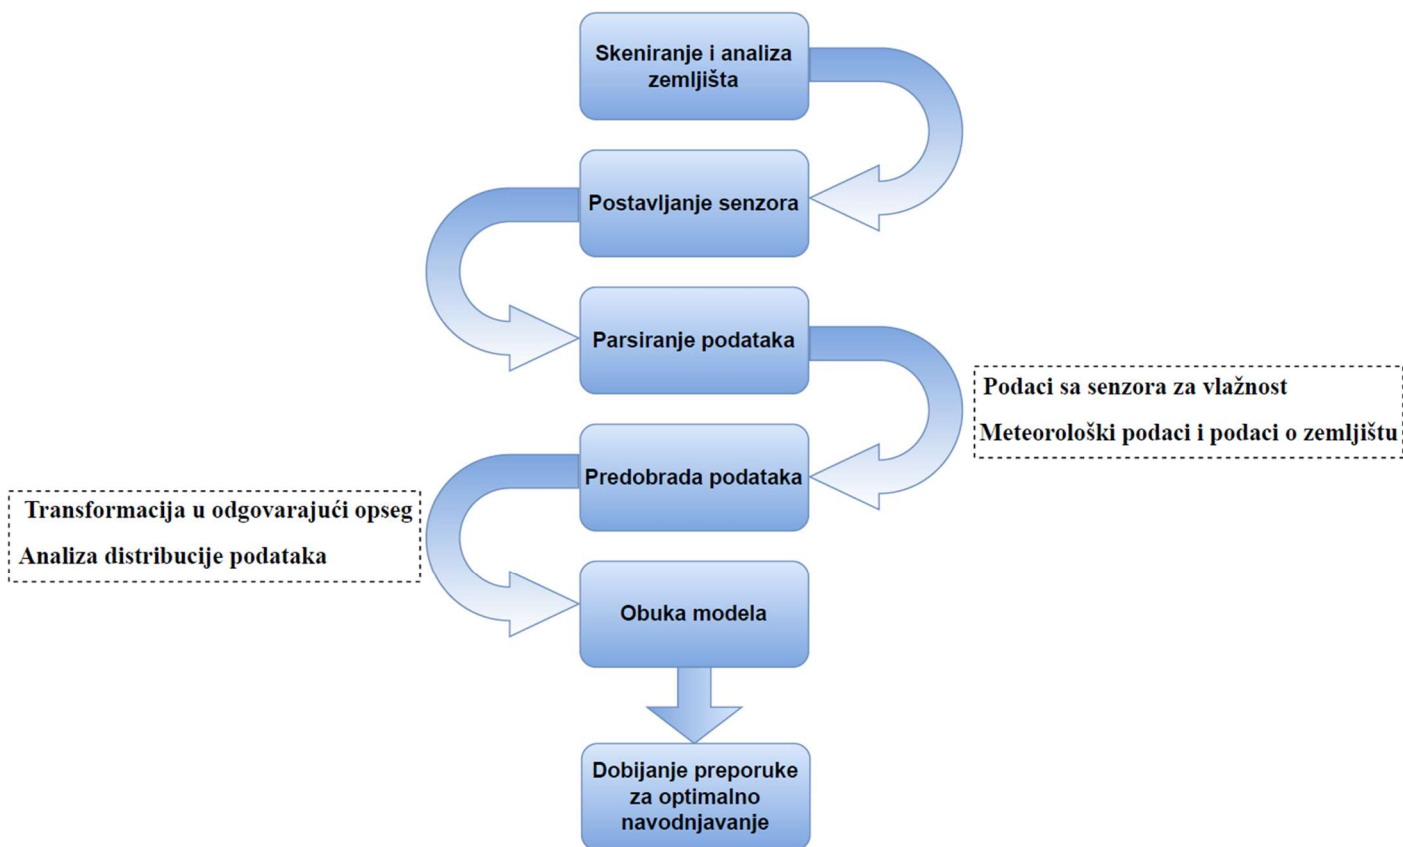 Skeniranje i analiza
zemljišta
Postavljanje senzora
Parsiranje podataka
Podaci sa senzora za vlažnost
Meteorološki podaci i podaci o zemljištu
Predobrada podataka
Transformacija u odgovarajući opseg
Analiza distribucije podataka
Obuka modela
Dobijanje preporuke
za optimalno
navodnjavanje